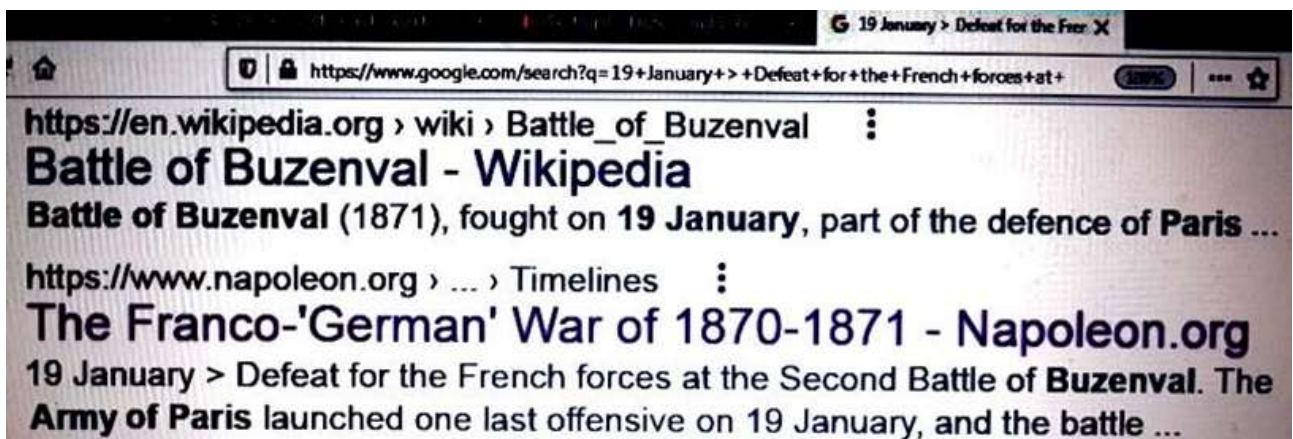 G 19 January > Defeat for the Frer X
https://www.google.com/search?q=19+January+>+Defeat+for+the+French+forces+at+
https://en.wikipedia.org › wiki › Battle_of_Buzenval
Battle of Buzenval - Wikipedia
Battle of Buzenval (1871), fought on 19 January, part of the defence of Paris ...
https://www.napoleon.org › ... › Timelines
The Franco-'German' War of 1870-1871 - Napoleon.org
19 January > Defeat for the French forces at the Second Battle of Buzenval. The
Army of Paris launched one last offensive on 19 January, and the battle ...